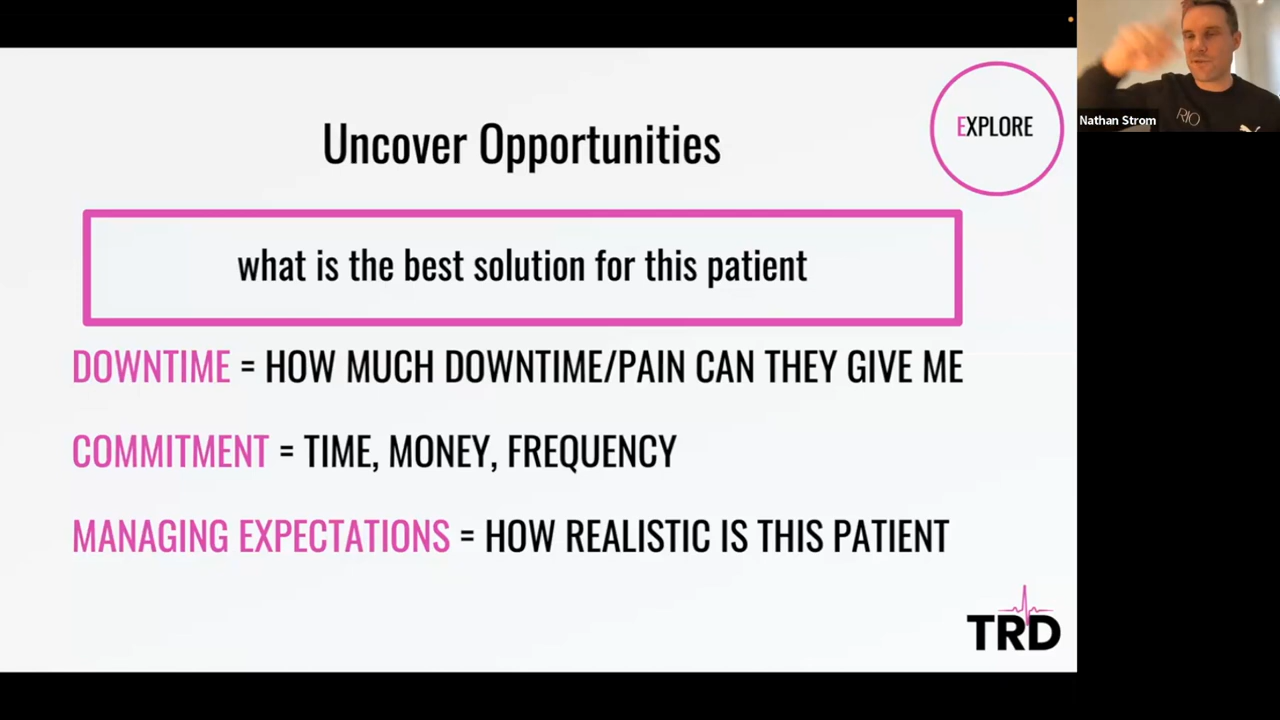 Uncover Opportunities
EXPLORE
what is the best solution for this patient
DOWNTIME = HOW MUCH DOWNTIME/PAIN CAN THEY GIVE ME
COMMITMENT = TIME, MONEY, FREQUENCY
MANAGING EXPECTATIONS = HOW REALISTIC IS THIS PATIENT
TRD
Nathan Strom
RIO